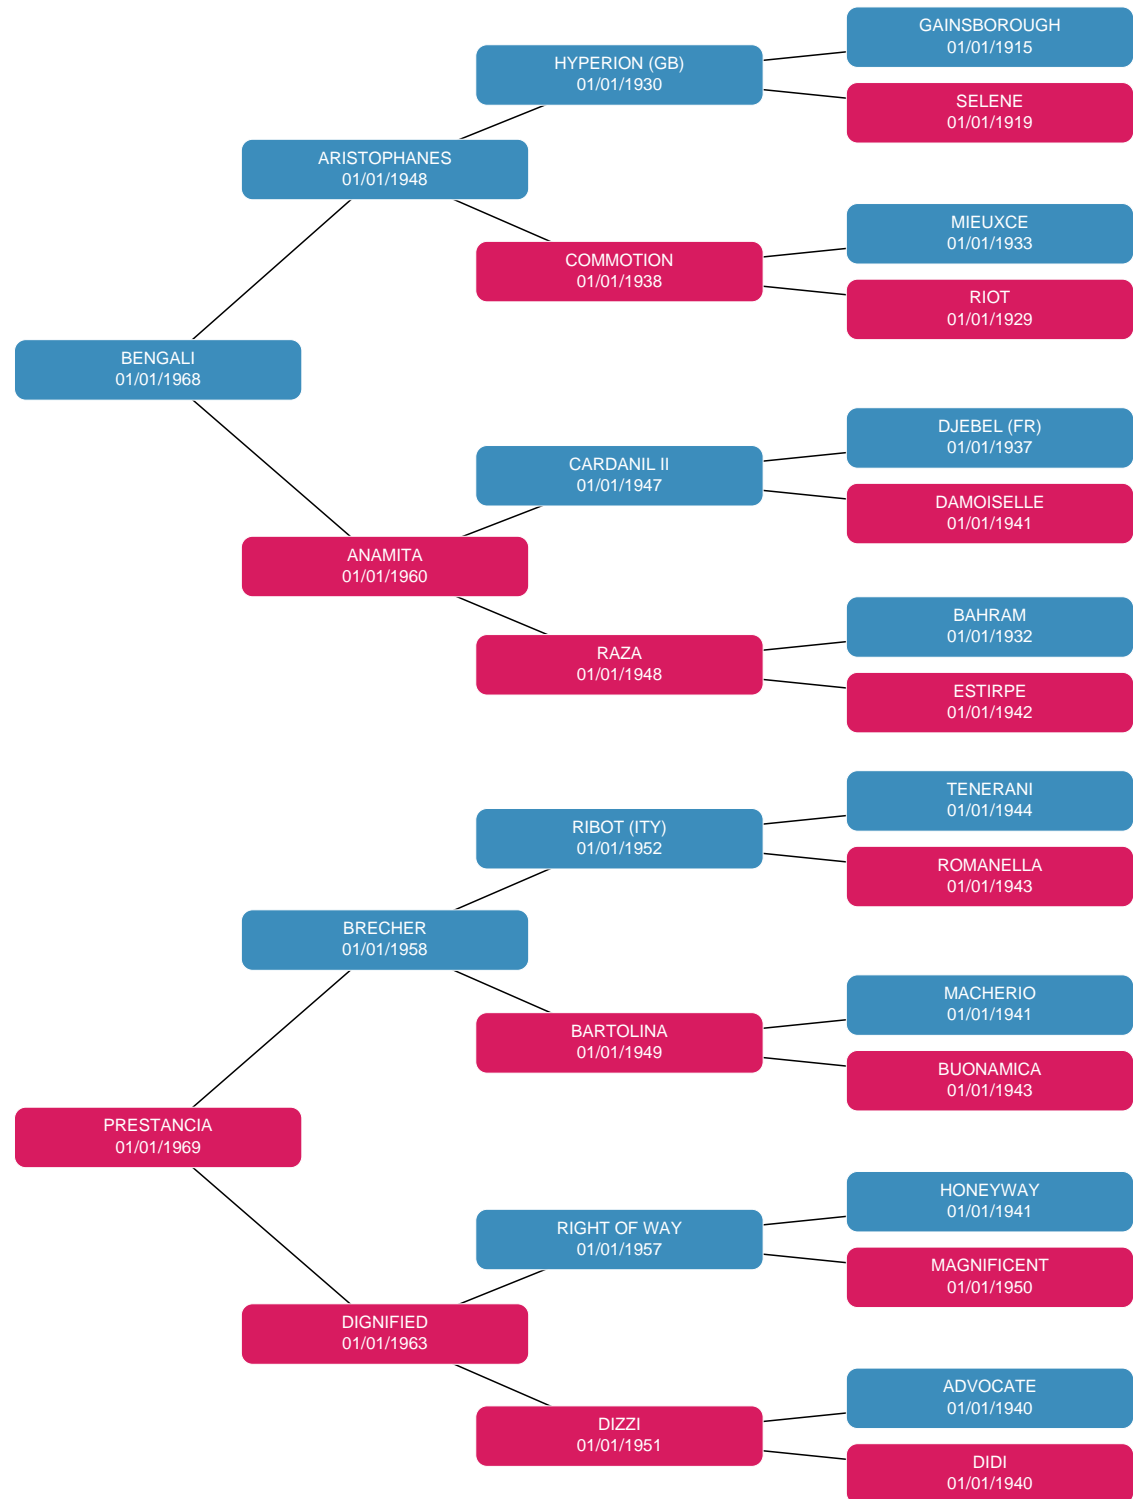 GAINSBOROUGH
01/01/1915
HYPERION (GB)
01/01/1930
SELENE
01/01/1919
ARISTOPHANES
01/01/1948
MIEUXCE
01/01/1933
COMMOTION
01/01/1938
RIOT
01/01/1929
BENGALI
01/01/1968
DJEBEL (FR)
01/01/1937
CARDANIL II
01/01/1947
DAMOISELLE
01/01/1941
ANAMITA
01/01/1960
BAHRAM
01/01/1932
RAZA
01/01/1948
ESTIRPE
01/01/1942
TENERANI
01/01/1944
RIBOT (ITY)
01/01/1952
ROMANELLA
01/01/1943
BRECHER
01/01/1958
MACHERIO
01/01/1941
BARTOLINA
01/01/1949
BUONAMICA
01/01/1943
PRESTANCIA
01/01/1969
HONEYWAY
01/01/1941
RIGHT OF WAY
01/01/1957
MAGNIFICENT
01/01/1950
DIGNIFIED
01/01/1963
ADVOCATE
01/01/1940
DIZZI
01/01/1951
DIDI
01/01/1940